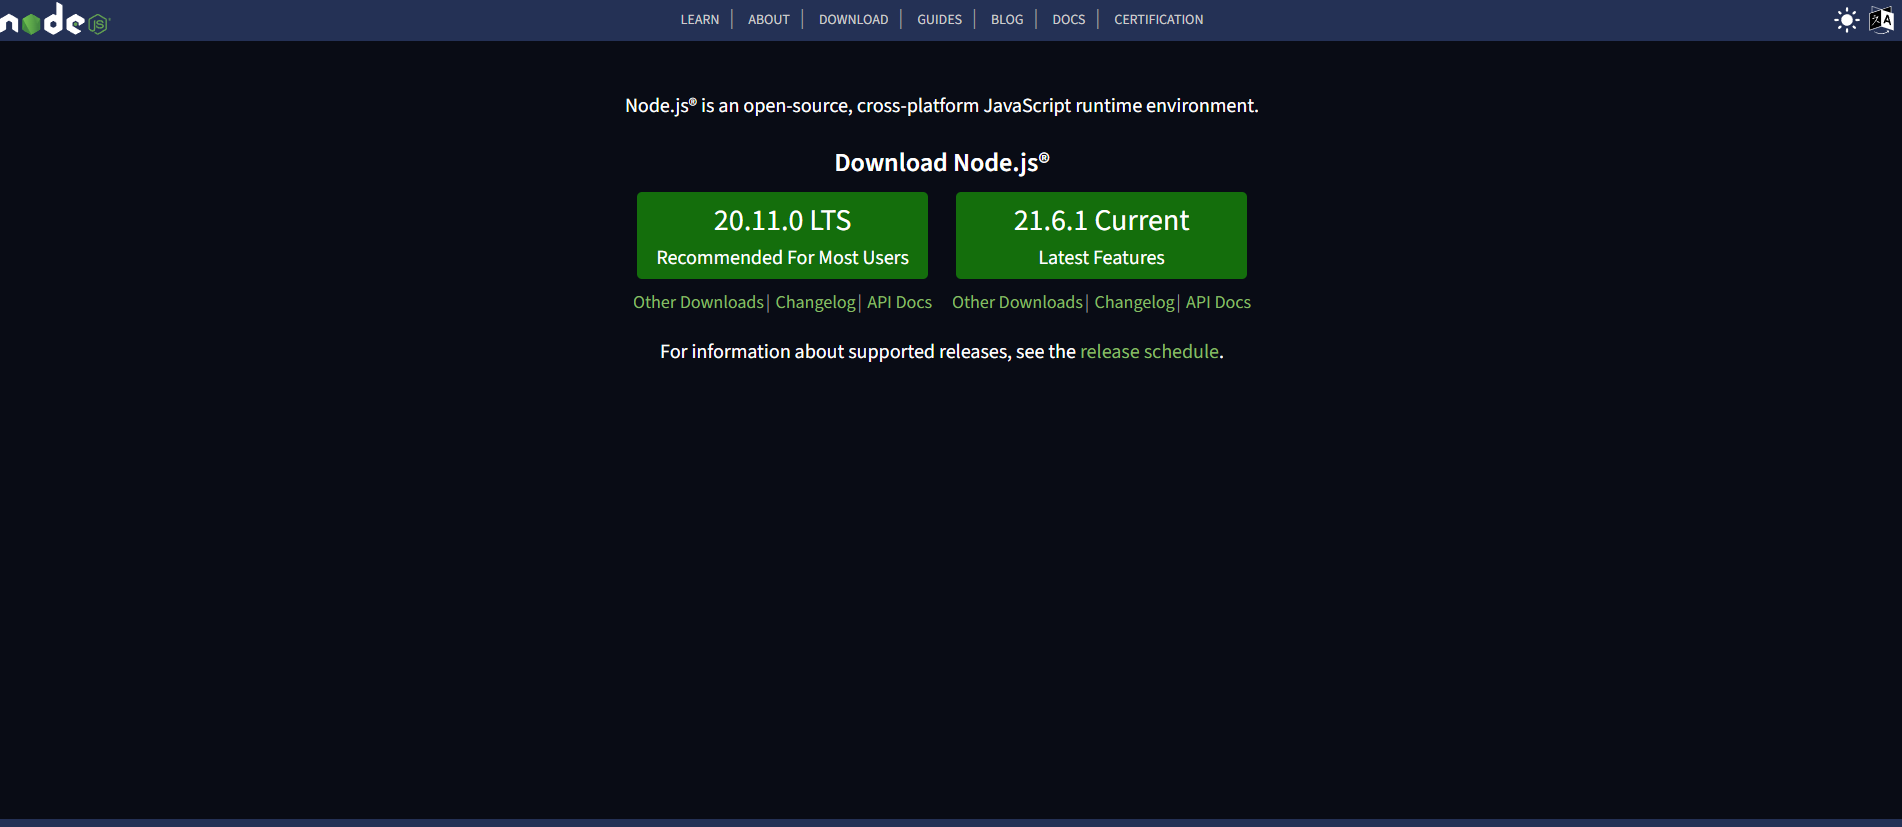 node JS
LEARN | ABOUT | DOWNLOAD | GUIDES | BLOG | DOCS | CERTIFICATION
Node.js® is an open-source, cross-platform JavaScript runtime environment.
Download Node.js®
20.11.0 LTS
Recommended For Most Users
21.6.1 Current
Latest Features
Other Downloads | Changelog | API Docs
Other Downloads | Changelog | API Docs
For information about supported releases, see the release schedule.